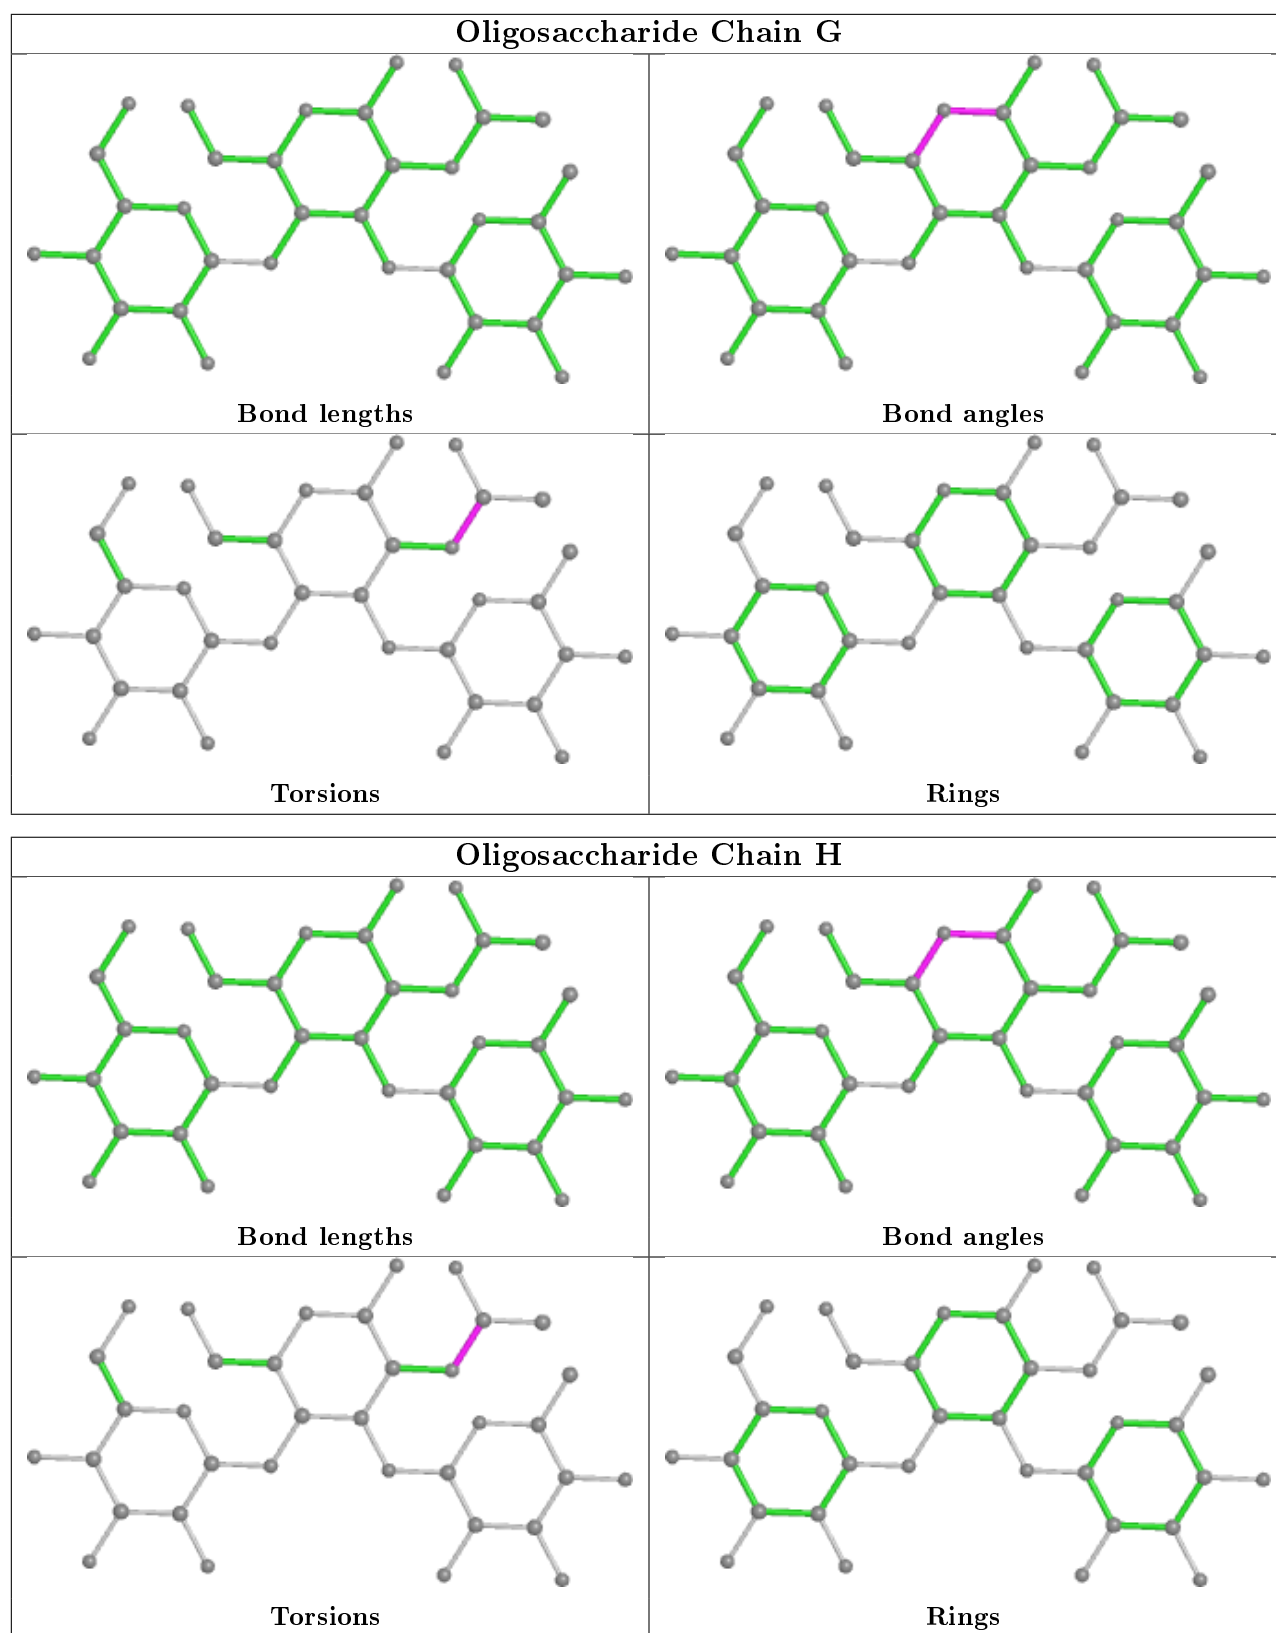 Oligosaccharide Chain G
Bond lengths
Bond angles
Torsions
Rings
Oligosaccharide Chain H
Bond lengths
Bond angles
Torsions
Rings